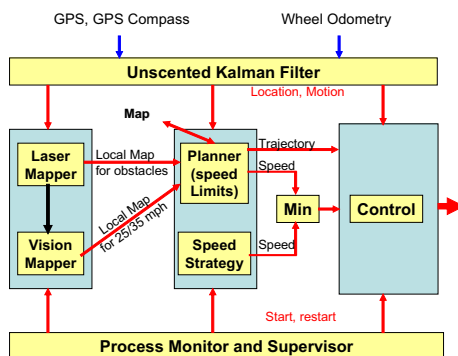 GPS, GPS Compass
Wheel Odometry
Unscented Kalman Filter
Location, Motion
Map
Laser
Mapper
Local Map
for obstacles
Planner
(speed
Limits)
Trajectory
Speed
Local Map
for 25/35 mph
Min
Control
Vision
Mapper
Speed
Strategy
Speed
Start, restart
Process Monitor and Supervisor